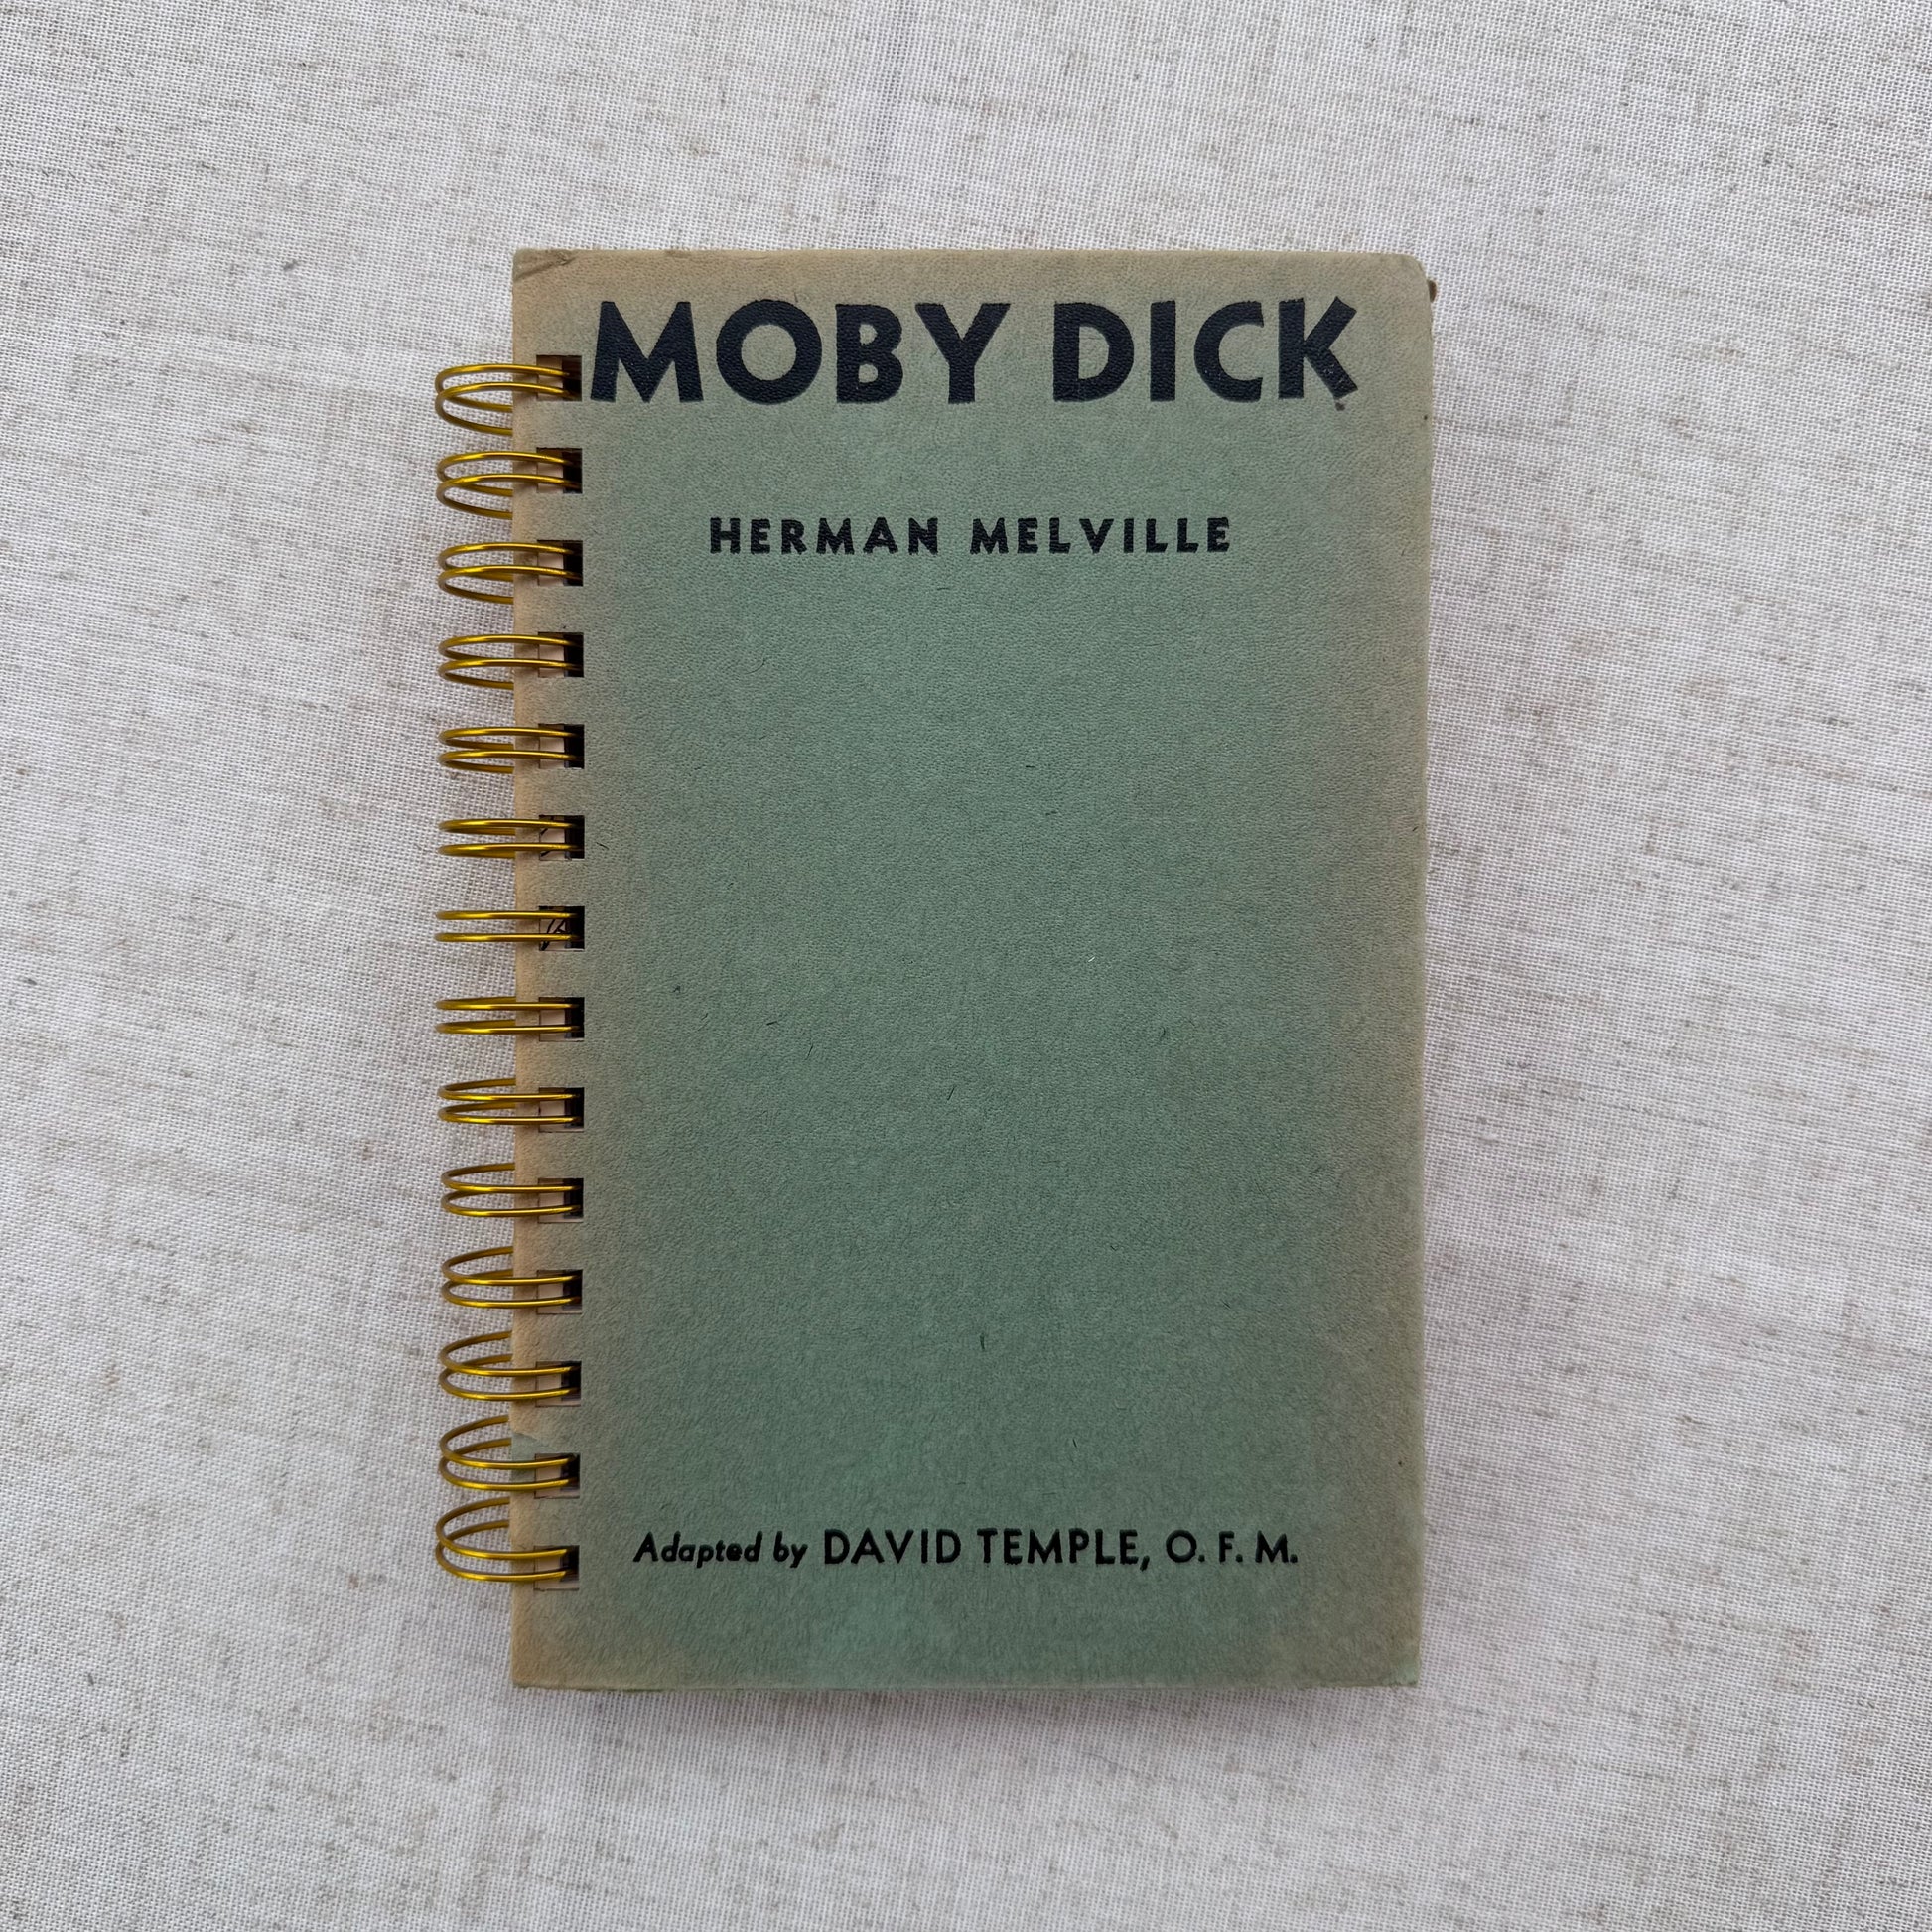 MOBY DICK
HERMAN MELVILLE
Adapted by DAVID TEMPLE, O. F. M.